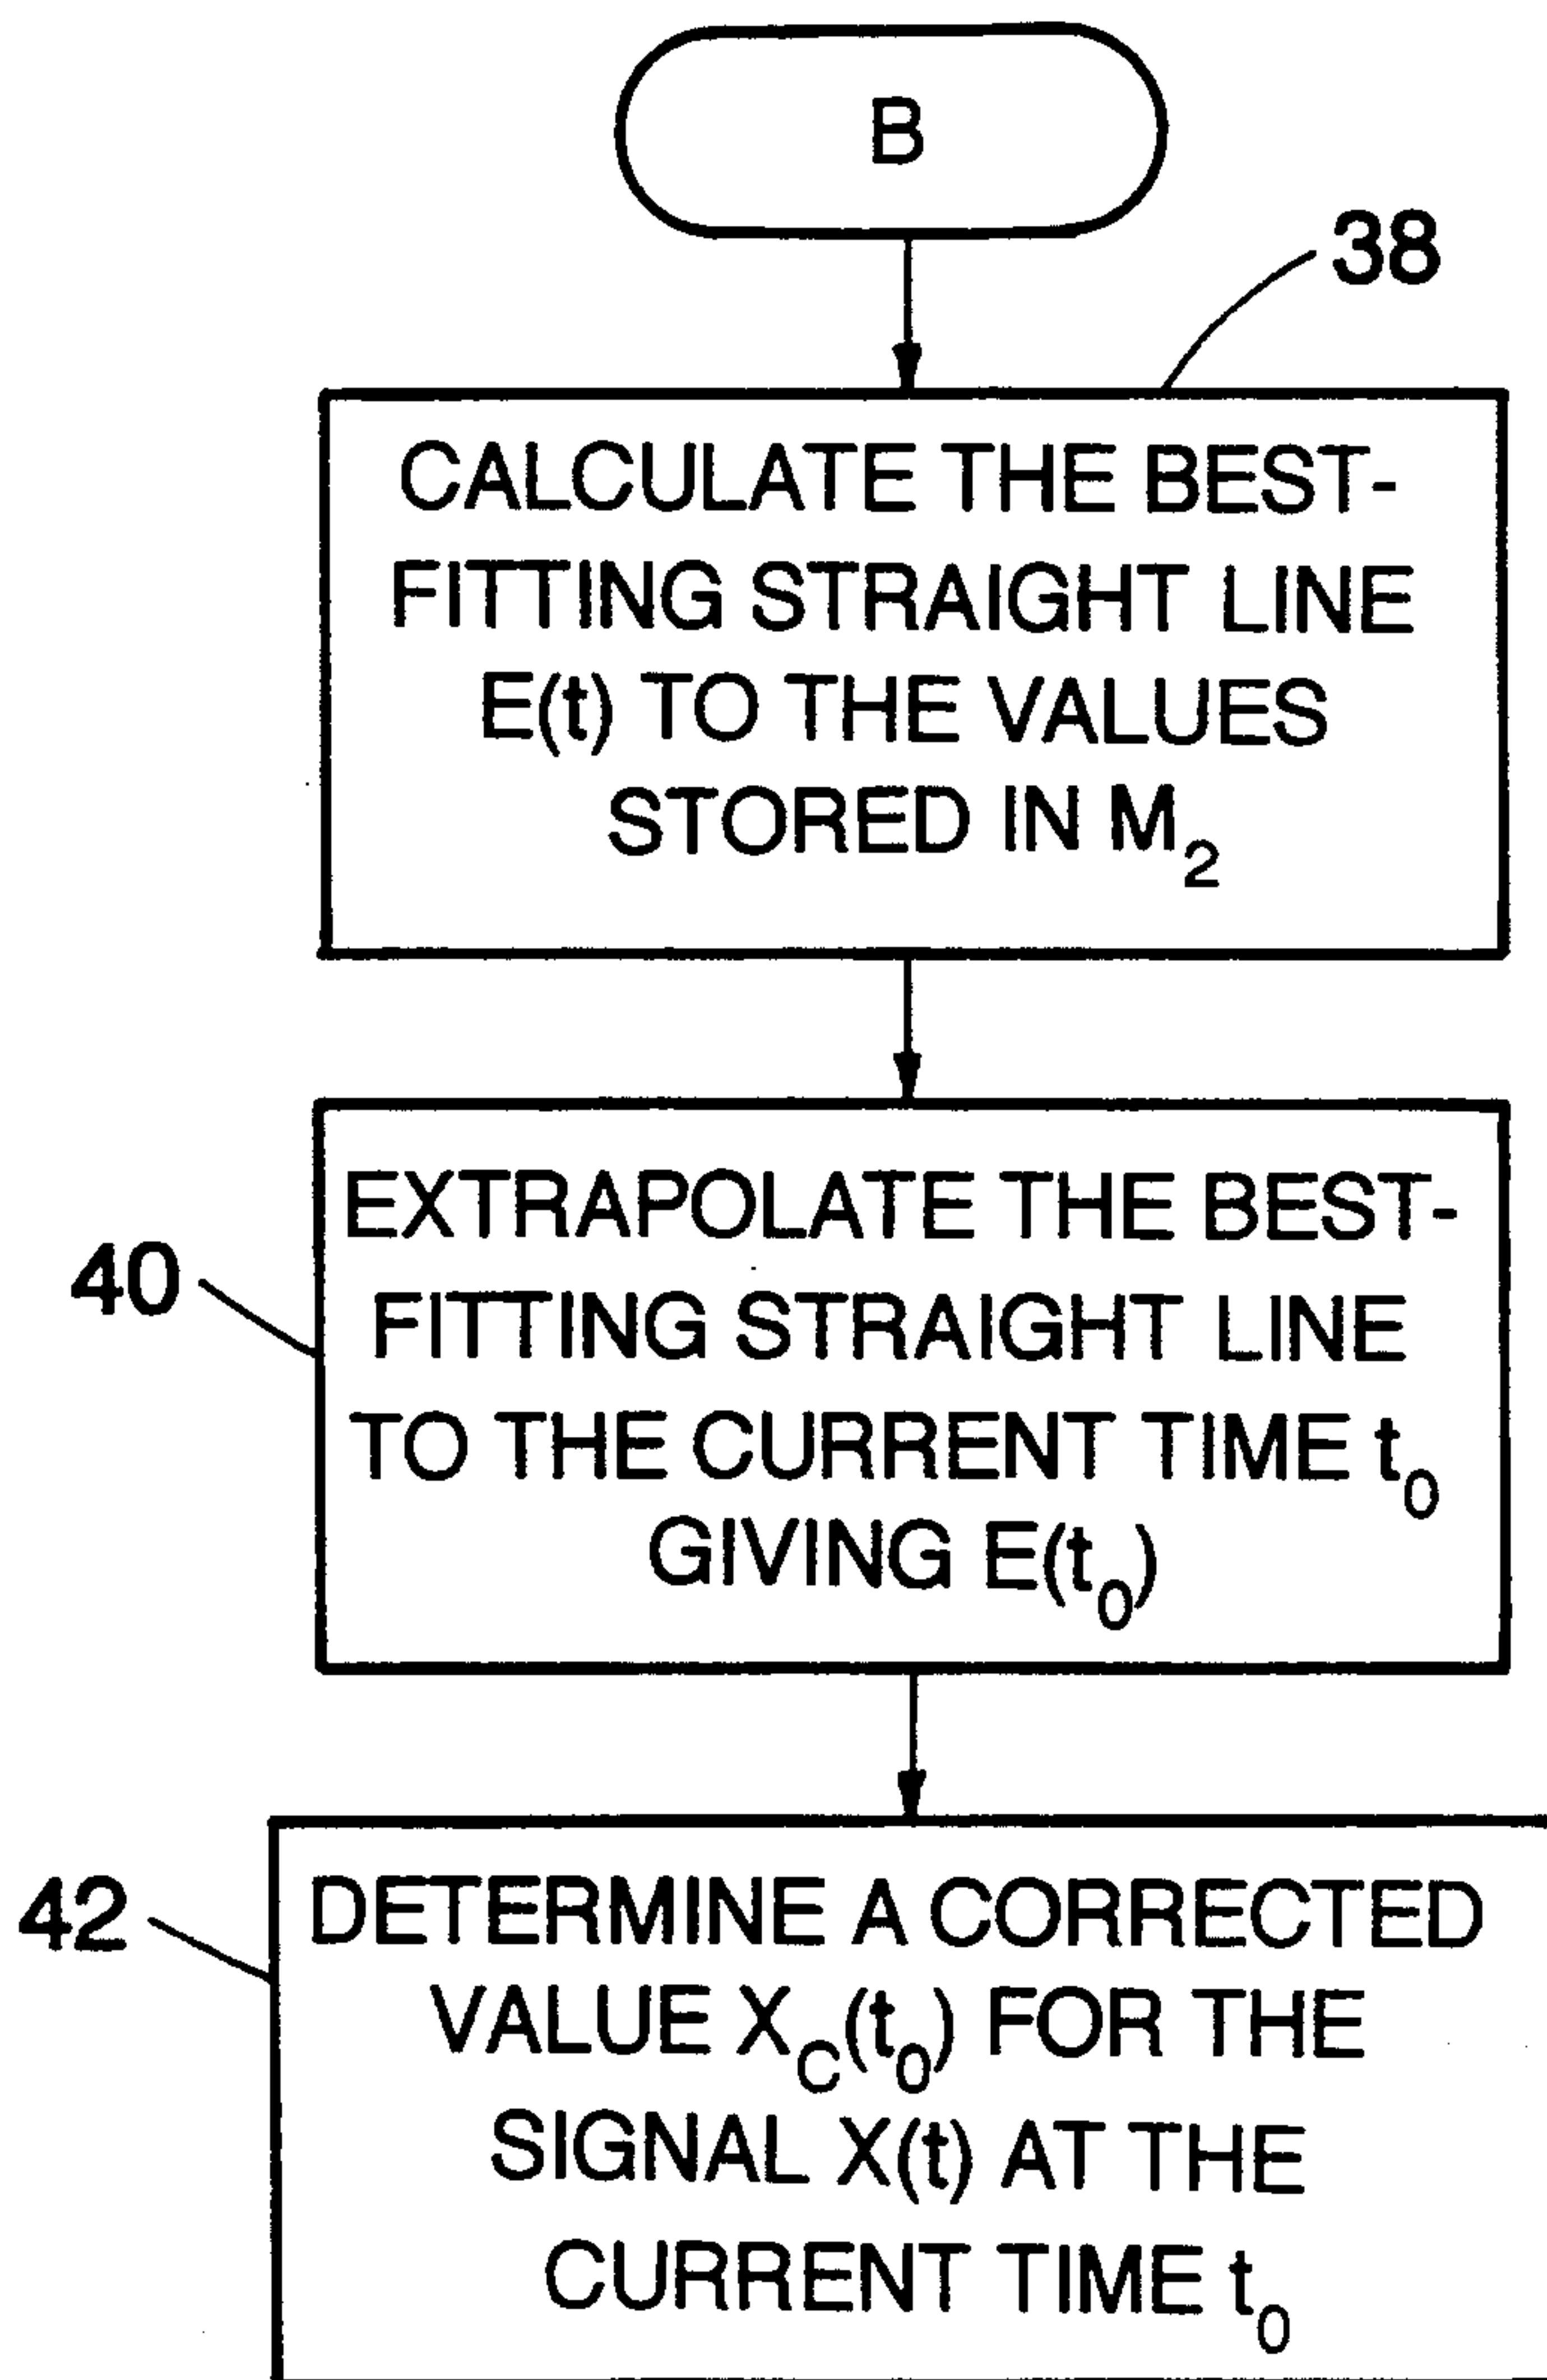 B
38
CALCULATE THE BEST-
FITTING STRAIGHT LINE
E(t) TO THE VALUES
STORED IN M₂
EXTRAPOLATE THE BEST-
40
FITTING STRAIGHT LINE
TO THE CURRENT TIME t₀
GIVING E(t₀)
42
DETERMINE A CORRECTED
VALUE X_C(t₀) FOR THE
SIGNAL X(t) AT THE
CURRENT TIME t₀